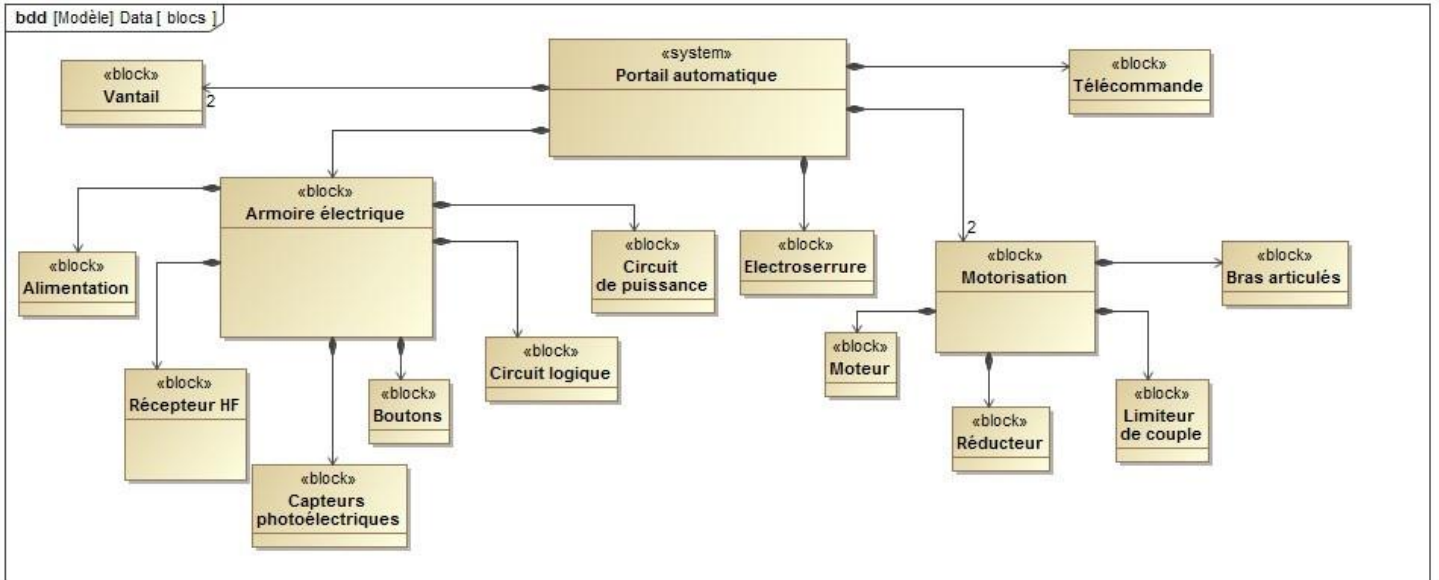 bdd [Modèle] Data [ blocs ]
«system»
Portail automatique
«block»
Vantail
2
«block»
Télécommande
«block»
Armoire électrique
«block»
Alimentation
«block»
Circuit
de puissance
«block»
Electroserrure
2
«block»
Motorisation
«block»
Bras articulés
«block»
Récepteur HF
«block»
Boutons
«block»
Circuit logique
«block»
Moteur
«block»
Réducteur
«block»
Limiteur
de couple
«block»
Capteurs
photoélectriques